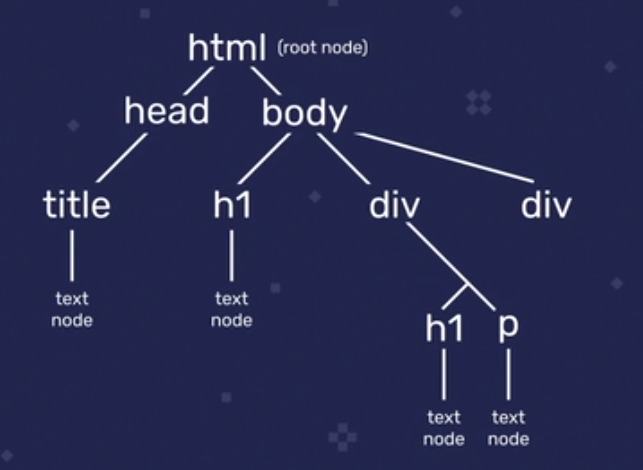 html (root node)
head body
title h1 div div
text text
node node
h1 p
text text
node node